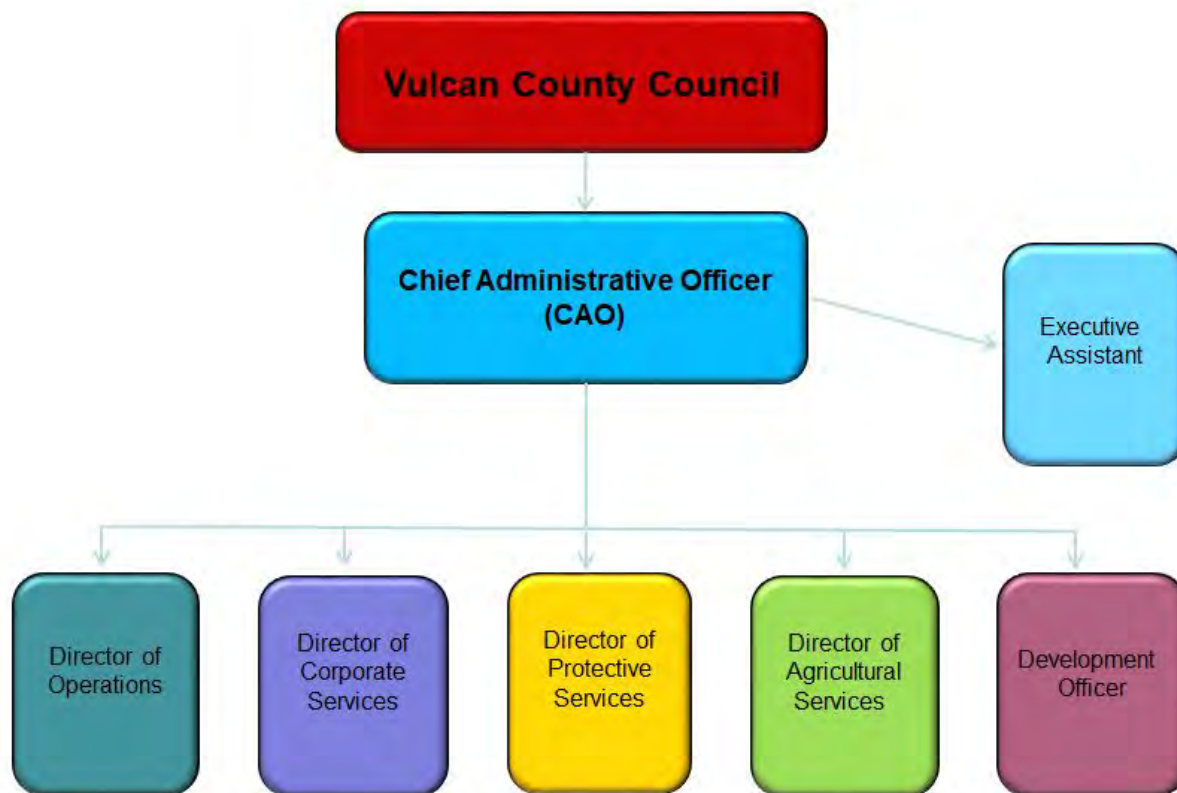 Vulcan County Council
Chief Administrative Officer
(CAO)
Executive
Assistant
Director of
Operations
Director of
Corporate
Services
Director of
Protective
Services
Director of
Agricultural
Services
Development
Officer